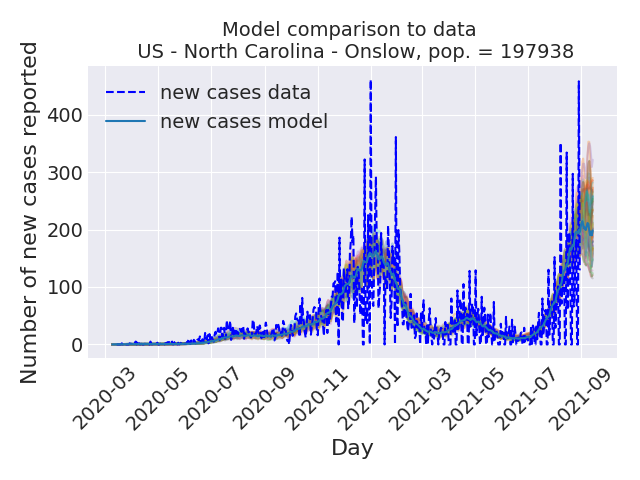 Model comparison to data
US - North Carolina - Onslow, pop. = 197938
Number of new cases reported
400
300
200
100
0
new cases data
new cases model
2020-03
2020-05
2020-07
2020-09
2020-11
2021-01
2021-03
2021-05
2021-07
2021-09
Day